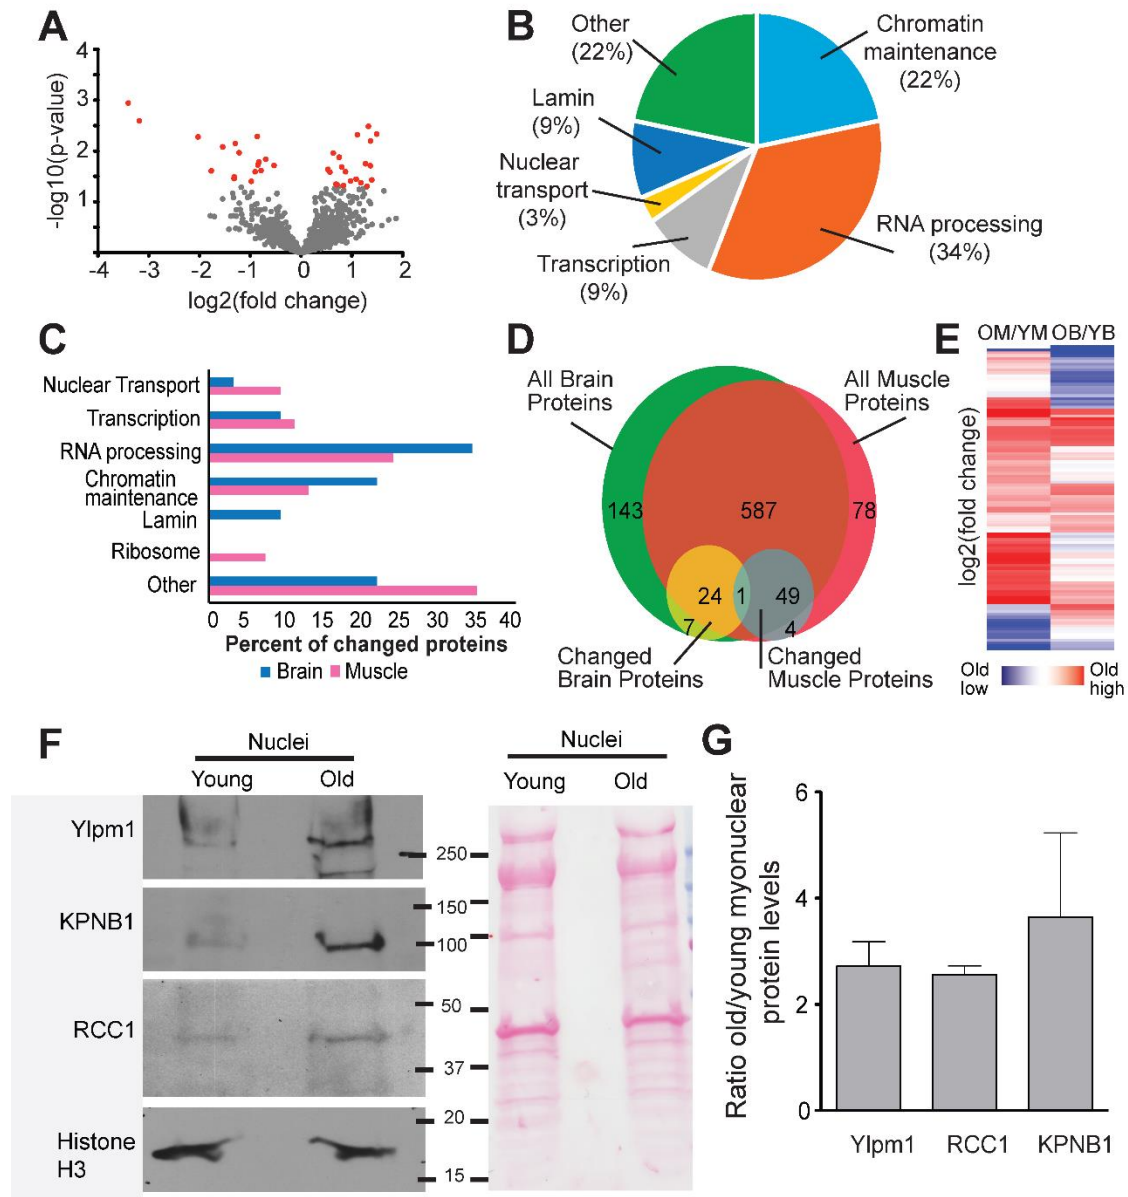 A
-log10(p-value)
4
3
2
1
-4 -3 -2 -1 0 1 2
log2(fold change)
B
Other
(22%)
Chromatin
maintenance
(22%)
Lamin
(9%)
Nuclear
transport
(3%)
Transcription
(9%)
RNA processing
(34%)
C
Nuclear Transport
Transcription
RNA processing
Chromatin
maintenance
Lamin
Ribosome
Other
0 5 10 15 20 25 30 35 40
Percent of changed proteins
Brain Muscle
D
All Brain
Proteins
All Muscle
Proteins
143 587 78
24 1 49
7 4
Changed
Brain Proteins
Changed
Muscle Proteins
E
OM/YM OB/YB
log2(fold change)
Old
low
Old
high
F
Nuclei
Young Old
Ylpm1
KPNB1
RCC1
Histone
H3
250
150
100
50
37
20
15
Nuclei
Young Old
G
Ratio old/young myonuclear
protein levels
6
4
2
0
Ylpm1 RCC1 KPNB1